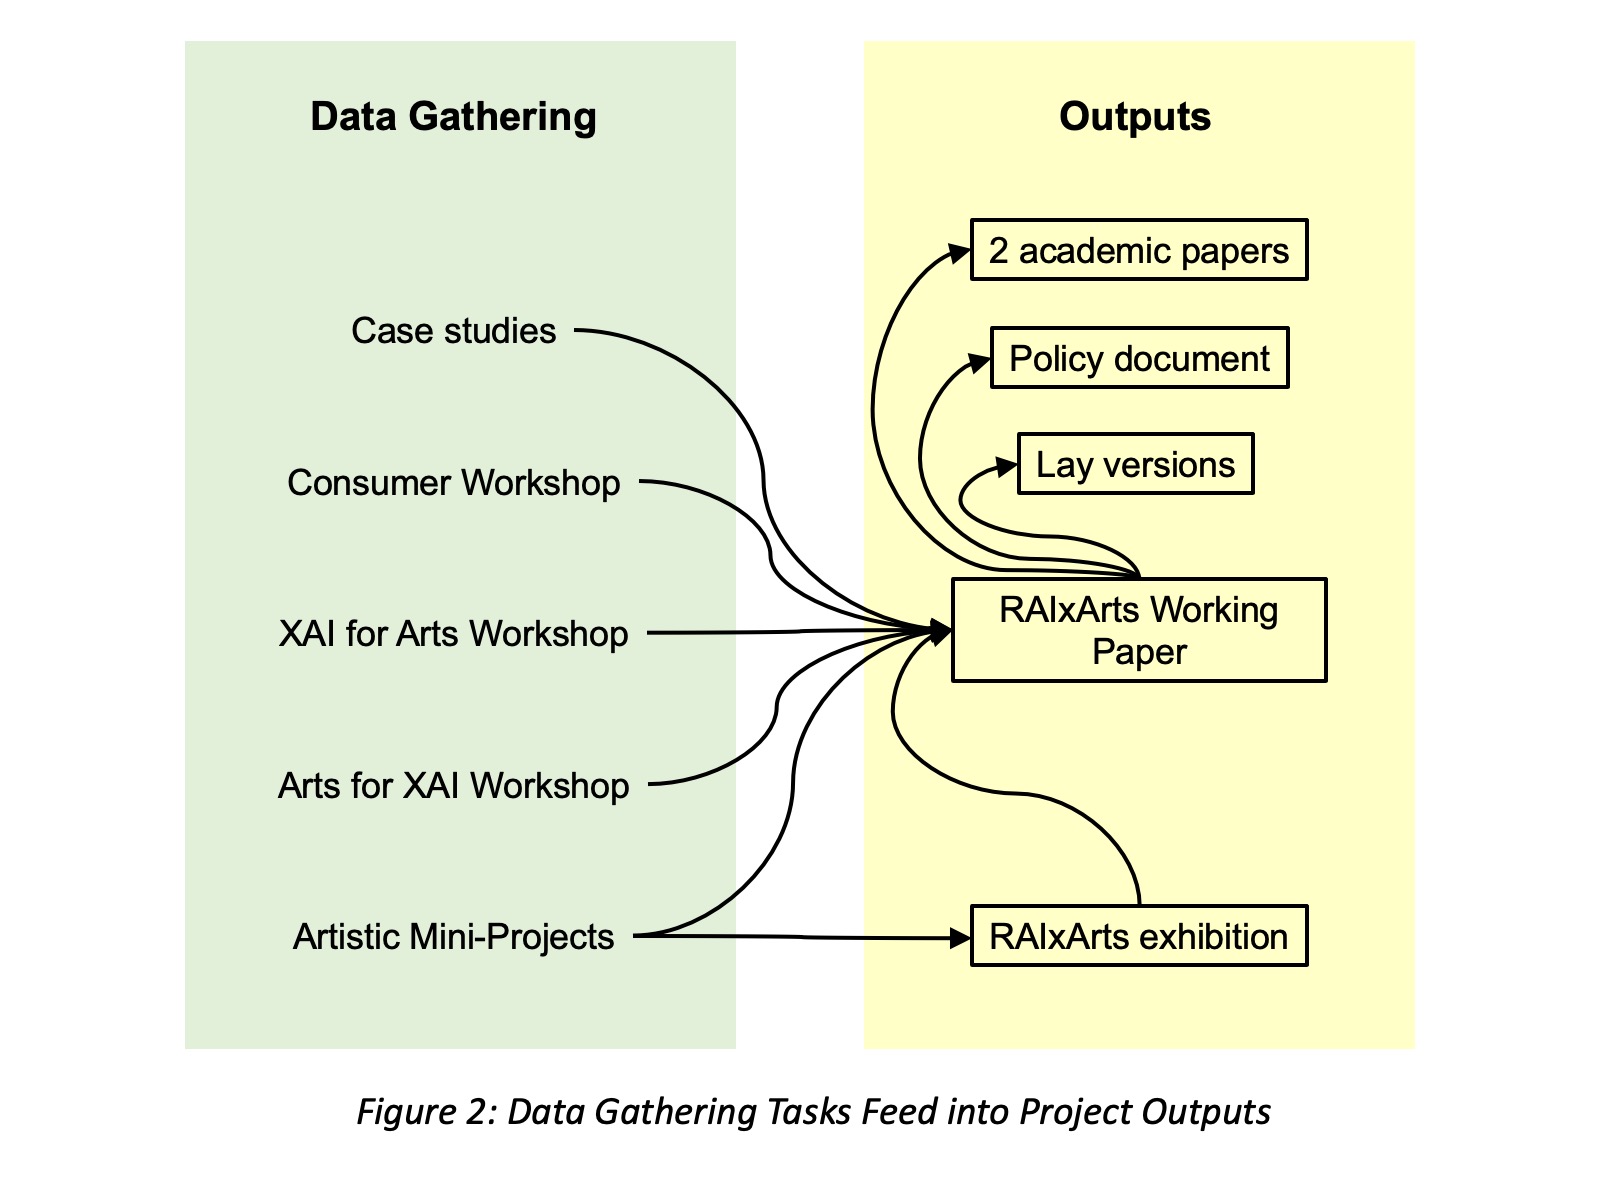 Data Gathering
Case studies
Consumer Workshop
XAI for Arts Workshop
Arts for XAI Workshop
Artistic Mini-Projects
Outputs
2 academic papers
Policy document
Lay versions
RAIxArts Working
Paper
RAIxArts exhibition
Figure 2: Data Gathering Tasks Feed into Project Outputs